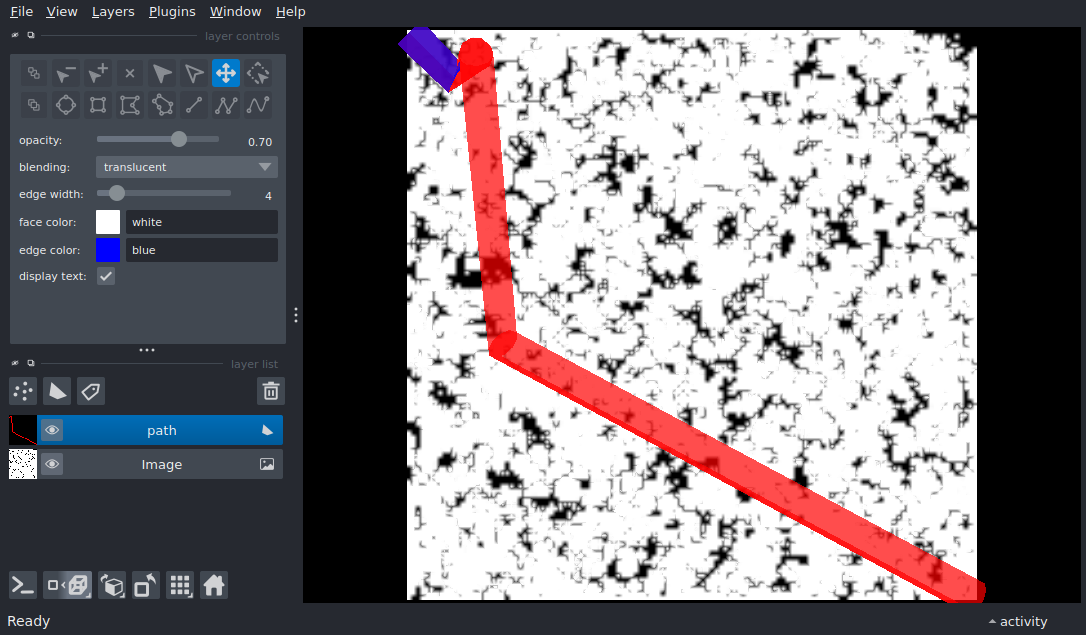 File View Layers Plugins Window Help
layer controls
opacity: 0.70
blending: translucent
edge width: 4
face color: white
edge color: blue
display text:
layer list
path
Image
Ready activity